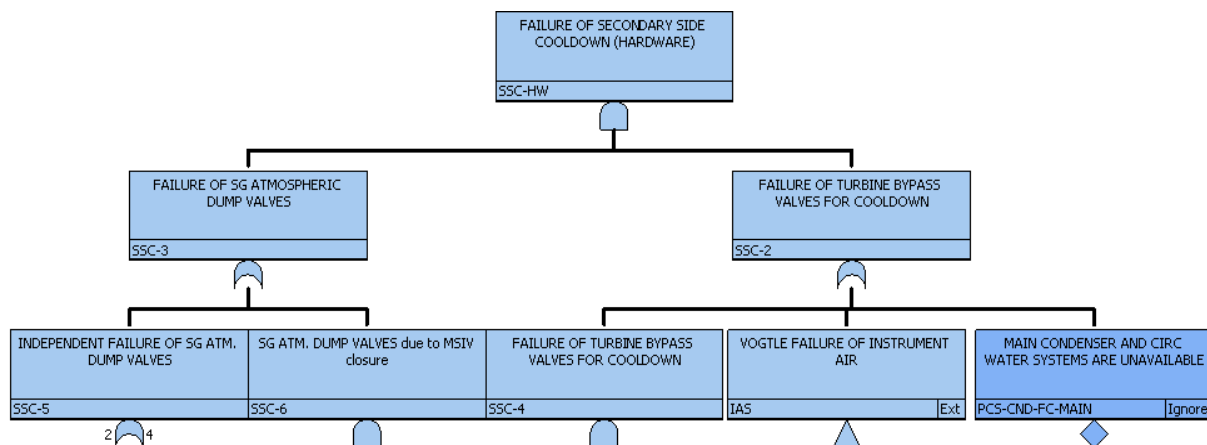 FAILURE OF SECONDARY SIDE
COOLDOWN (HARDWARE)
SSC-HW
FAILURE OF SG ATMOSPHERIC
DUMP VALVES
SSC-3
FAILURE OF TURBINE BYPASS
VALVES FOR COOLDOWN
SSC-2
INDEPENDENT FAILURE OF SG ATM.
DUMP VALVES
SSC-5
2 4
SG ATM. DUMP VALVES due to MSIV
closure
SSC-6
FAILURE OF TURBINE BYPASS
VALVES FOR COOLDOWN
SSC-4
VOGTLE FAILURE OF INSTRUMENT
AIR
IAS Ext
MAIN CONDENSER AND CIRC
WATER SYSTEMS ARE UNAVAILABLE
PCS-CND-FC-MAIN Ignore